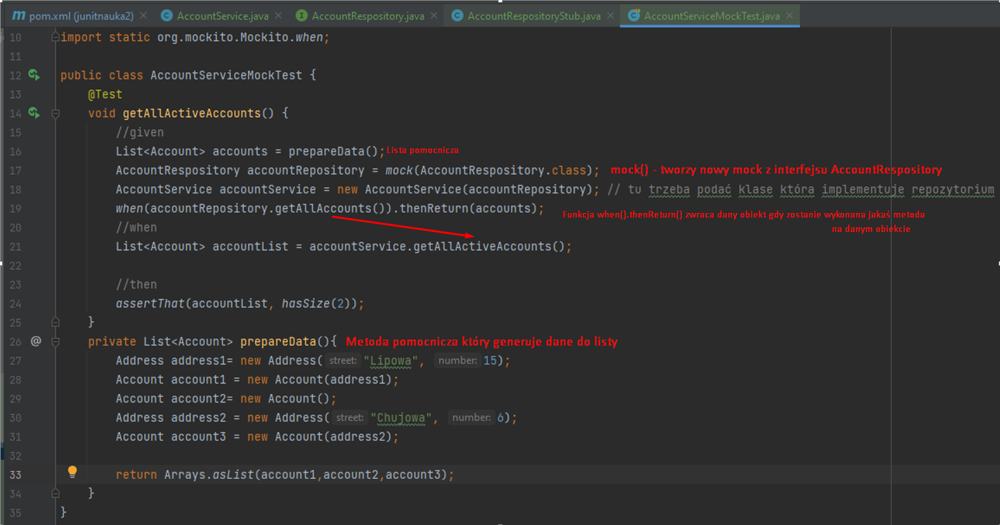 pom.xml (junitnauka2) × AccountService.java × AccountRespository.java × AccountRespositoryStub.java × AccountServiceMockTest.java ×
10 import static org.mockito.Mockito.when;
11
12 public class AccountServiceMockTest {
13 @Test
14 void getAllActiveAccounts() {
15 //given
16 List<Account> accounts = prepareData(); Lista pomocnicza
17 AccountRespository accountRepository = mock(AccountRespository.class); mock() - tworzy nowy mock z interfejsu AccountRespository
18 AccountService accountService = new AccountService(accountRepository); // tu trzeba podać klase która implementuje repozytorium
19 when(accountRepository.getAllAccounts()).thenReturn(accounts); Funkcja when().thenReturn() zwraca dany obiekt gdy zostanie wykonana jakaś metoda
na danym obiekcie
20 //when
21 List<Account> accountList = accountService.getAllActiveAccounts();
22
23 //then
24 assertThat(accountList, hasSize(2));
25 }
26 @ private List<Account> prepareData(){ Metoda pomocnicza który generuje dane do listy
27 Address address1= new Address( street: "Lipowa", number: 15);
28 Account account1 = new Account(address1);
29 Account account2= new Account();
30 Address address2 = new Address( street: "Chujowa", number: 6);
31 Account account3 = new Account(address2);
32
33 return Arrays.asList(account1,account2,account3);
34 }
35 }